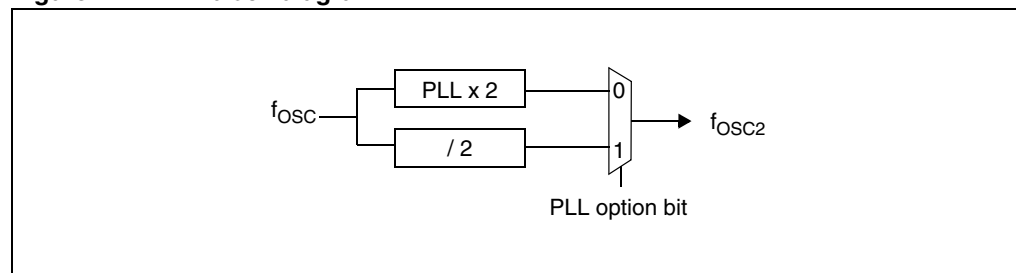 PLL x 2
0
fOSC
fOSC2
/ 2
1
PLL option bit